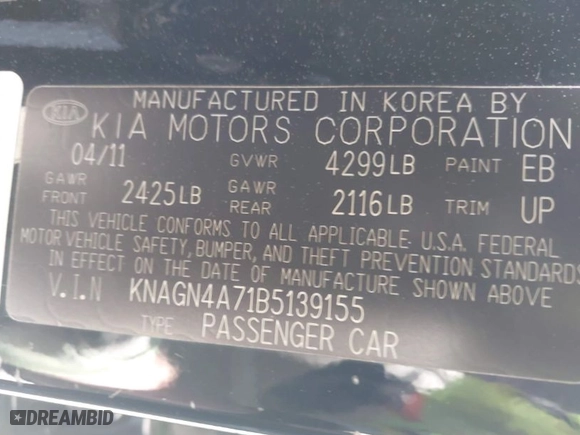 KIA
MANUFACTURED IN KOREA BY
KIA MOTORS CORPORATION
04/11 GVWR 4299LB PAINT EB
GAWR FRONT 2425LB GAWR REAR 2116LB TRIM UP
THIS VEHICLE CONFORMS TO ALL APPLICABLE U.S.A. FEDERAL
MOTOR VEHICLE SAFETY, BUMPER, AND THEFT PREVENTION STANDARDS
IN EFFECT ON THE DATE OF MANUFACTURE SHOWN ABOVE
V.I.N KNAGN4A71B5139155
TYPE PASSENGER CAR
DREAMBID